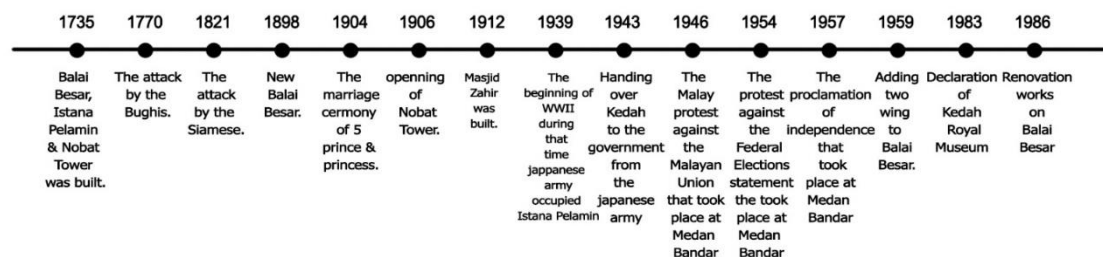 1735 1770 1821 1898 1904 1906 1912 1939 1943 1946 1954 1957 1959 1983 1986
Balai
Besar,
Istana
Pelamin
& Nobat
Tower
was built.
The attack
by the
Bughis.
The
attack
by the
Siamese.
New
Balai
Besar.
The
marriage
cermony
of 5
prince &
princess.
openning
of
Nobat
Tower.
Masjid
Zahir
was
built.
The
beginning of
WWII
during
that
time
jappanese
army
occupied
Istana Pelamin
Handing
over
Kedah
to the
government
from
the
japanese
army
The
Malay
protest
against
the
Malayan
Union
that took
place at
Medan
Bandar
The
protest
against
the
Federal
Elections
statement
the took
place at
Medan
Bandar
The
proclamation
of
independence
that
took
place at
Medan
Bandar
Adding
two
wing
to
Balai
Besar.
Declaration
of
Kedah
Royal
Museum
Renovation
works
on
Balai
Besar